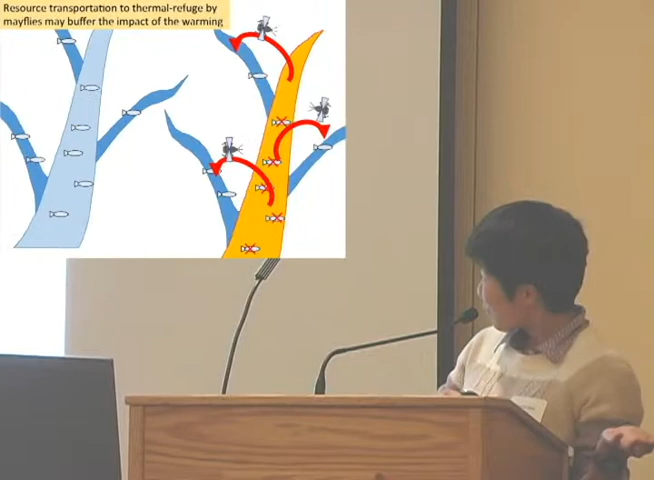 Resource transportation to thermal-refuge by
mayflies may buffer the impact of the warming